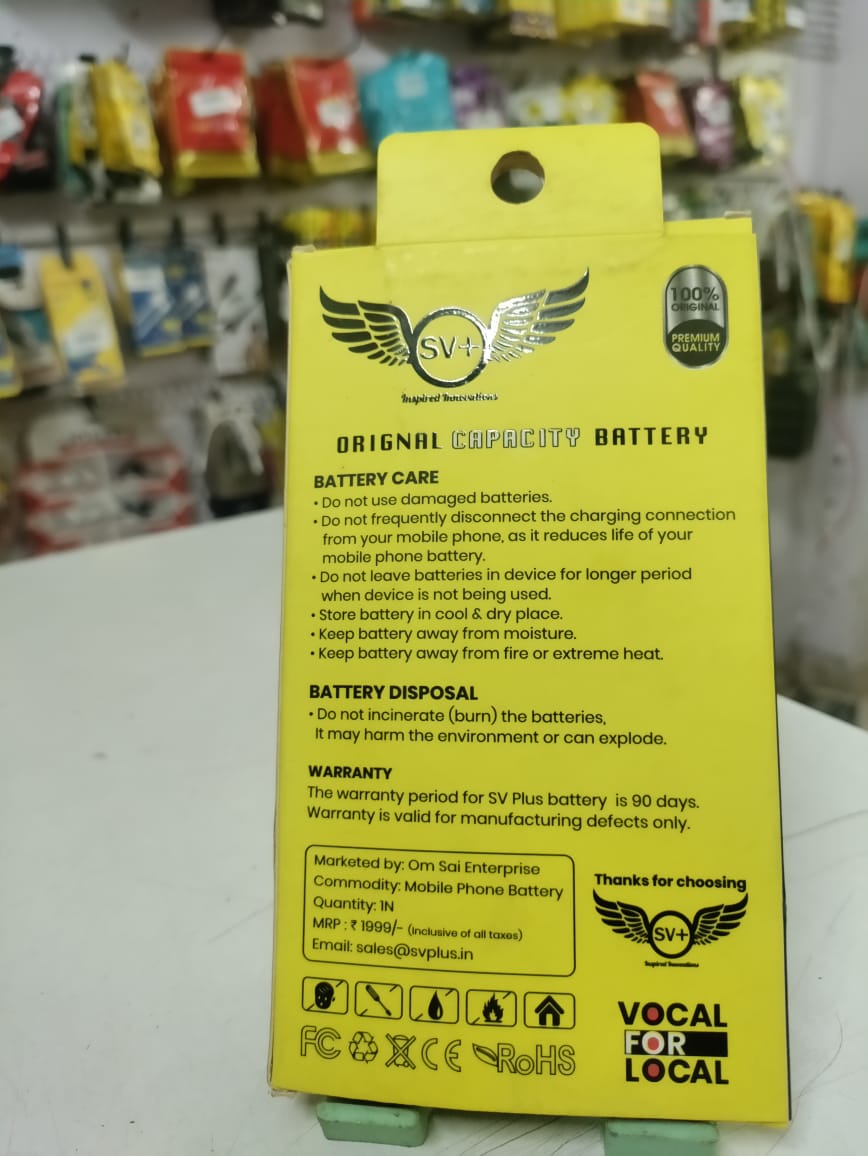 SV+
Inspired Innovations
100%
ORIGINAL
PREMIUM
QUALITY
ORIGNAL CAPACITY BATTERY
BATTERY CARE
• Do not use damaged batteries.
• Do not frequently disconnect the charging connection
from your mobile phone, as it reduces life of your
mobile phone battery.
• Do not leave batteries in device for longer period
when device is not being used.
• Store battery in cool & dry place.
• Keep battery away from moisture.
• Keep battery away from fire or extreme heat.
BATTERY DISPOSAL
• Do not incinerate (burn) the batteries,
It may harm the environment or can explode.
WARRANTY
The warranty period for SV Plus battery is 90 days.
Warranty is valid for manufacturing defects only.
Marketed by: Om Sai Enterprise
Commodity: Mobile Phone Battery
Quantity: 1N
MRP : ₹ 1999/- (Inclusive of all taxes)
Email: sales@svplus.in
Thanks for choosing
SV+
Inspired Innovations
FC CE RoHS
VOCAL
FOR
LOCAL